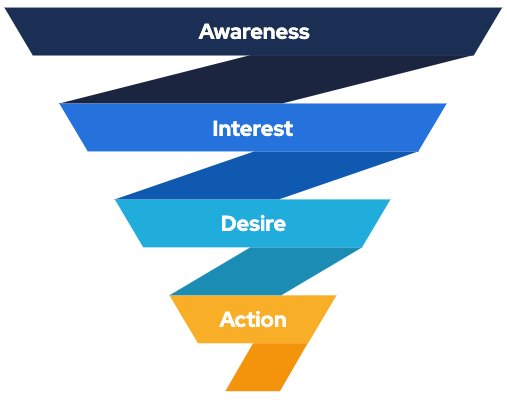 Awareness
Interest
Desire
Action